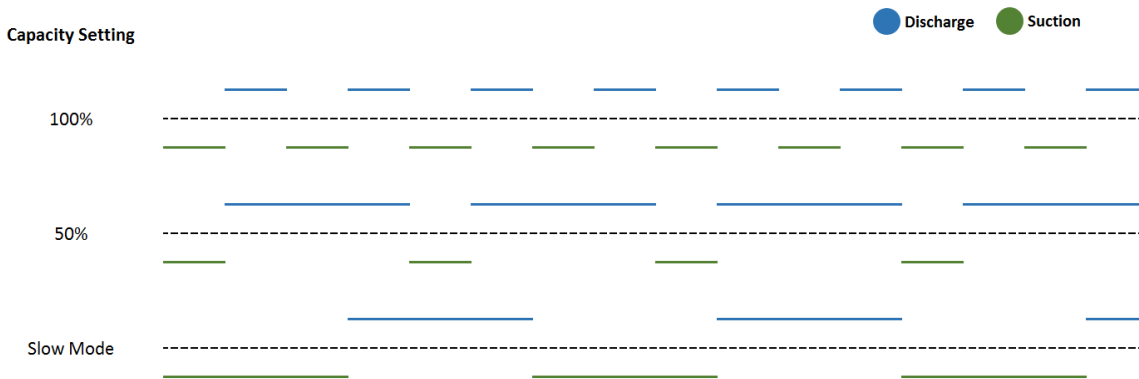 Discharge
Suction
Capacity Setting
100%
50%
Slow Mode